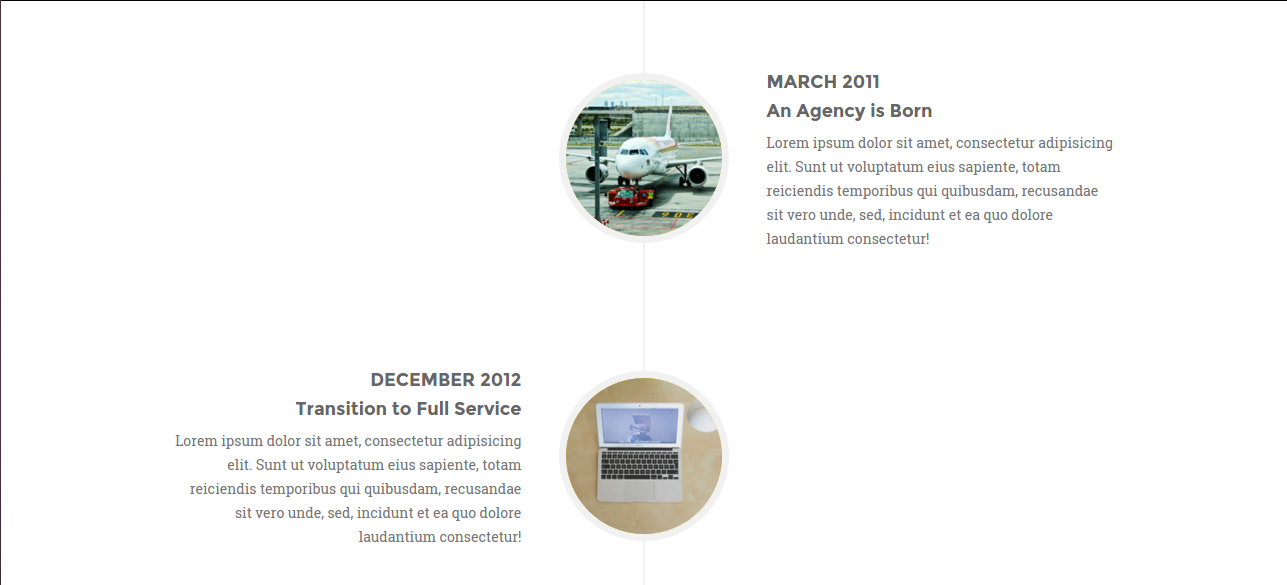 MARCH 2011
An Agency is Born
Lorem ipsum dolor sit amet, consectetur adipisicing
elit. Sunt ut voluptatum eius sapiente, totam
reiciendis temporibus qui quibusdam, recusandae
sit vero unde, sed, incidunt et ea quo dolore
laudantium consectetur!
DECEMBER 2012
Transition to Full Service
Lorem ipsum dolor sit amet, consectetur adipisicing
elit. Sunt ut voluptatum eius sapiente, totam
reiciendis temporibus qui quibusdam, recusandae
sit vero unde, sed, incidunt et ea quo dolore
laudantium consectetur!